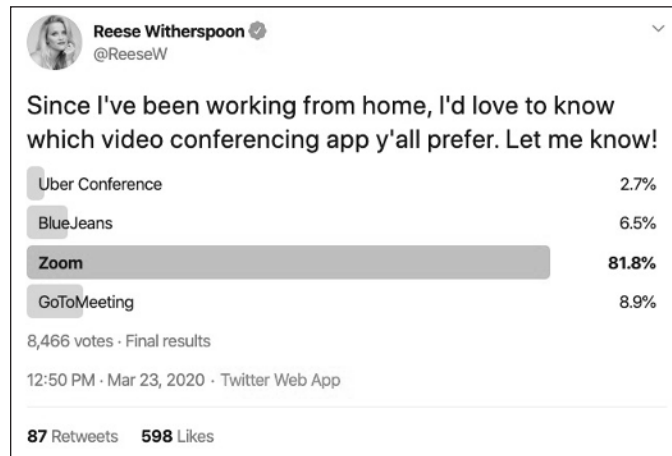 Reese Witherspoon
@ReeseW
Since I've been working from home, I'd love to know
which video conferencing app y'all prefer. Let me know!
Uber Conference 2.7%
BlueJeans 6.5%
Zoom 81.8%
GoToMeeting 8.9%
8,466 votes · Final results
12:50 PM · Mar 23, 2020 · Twitter Web App
87 Retweets 598 Likes